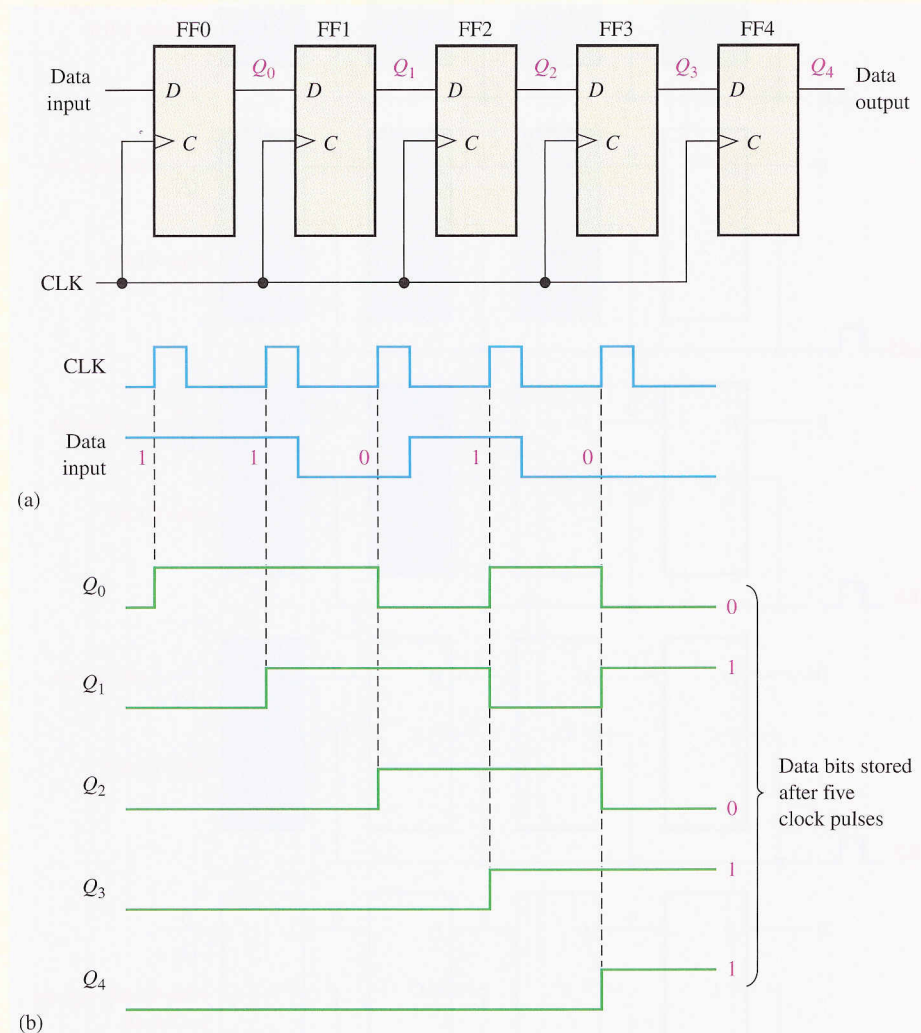 FF0 FF1 FF2 FF3 FF4
Data input
D Q0 D Q1 D Q2 D Q3 D Q4
Data output
C C C C C
CLK
CLK
Data input
1 1 0 1 0
(a)
Q0 0
Q1 1
Q2 0
Q3 1
Q4 1
Data bits stored
after five
clock pulses
(b)